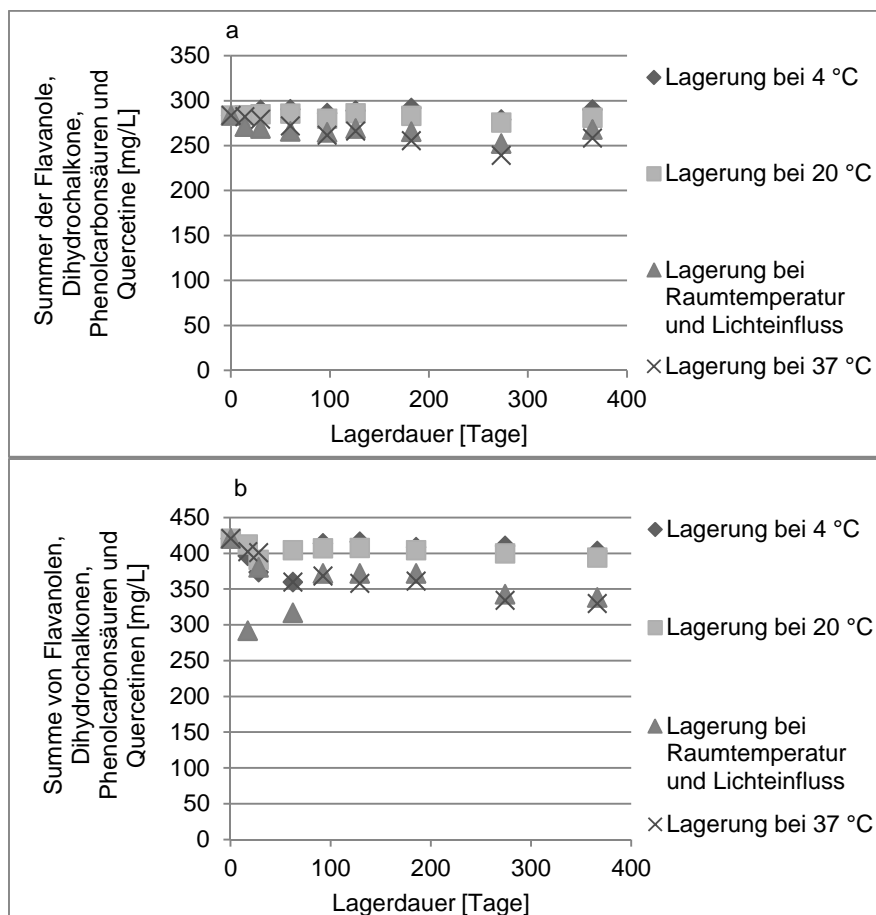 a
Summer der Flavanole,
Dihydrochalkone,
Phenolcarbonsäuren und
Quercetine [mg/L]
350
300
250
200
150
100
50
0
0 100 200 300 400
Lagerdauer [Tage]
Lagerung bei 4 °C
Lagerung bei 20 °C
Lagerung bei
Raumtemperatur
und Lichteinfluss
Lagerung bei 37 °C
b
Summe von Flavanolen,
Dihydrochalkonen,
Phenolcarbonsäuren und
Quercetinen [mg/L]
450
400
350
300
250
200
150
100
50
0
0 100 200 300 400
Lagerdauer [Tage]
Lagerung bei 4 °C
Lagerung bei 20 °C
Lagerung bei
Raumtemperatur
und Lichteinfluss
Lagerung bei 37 °C